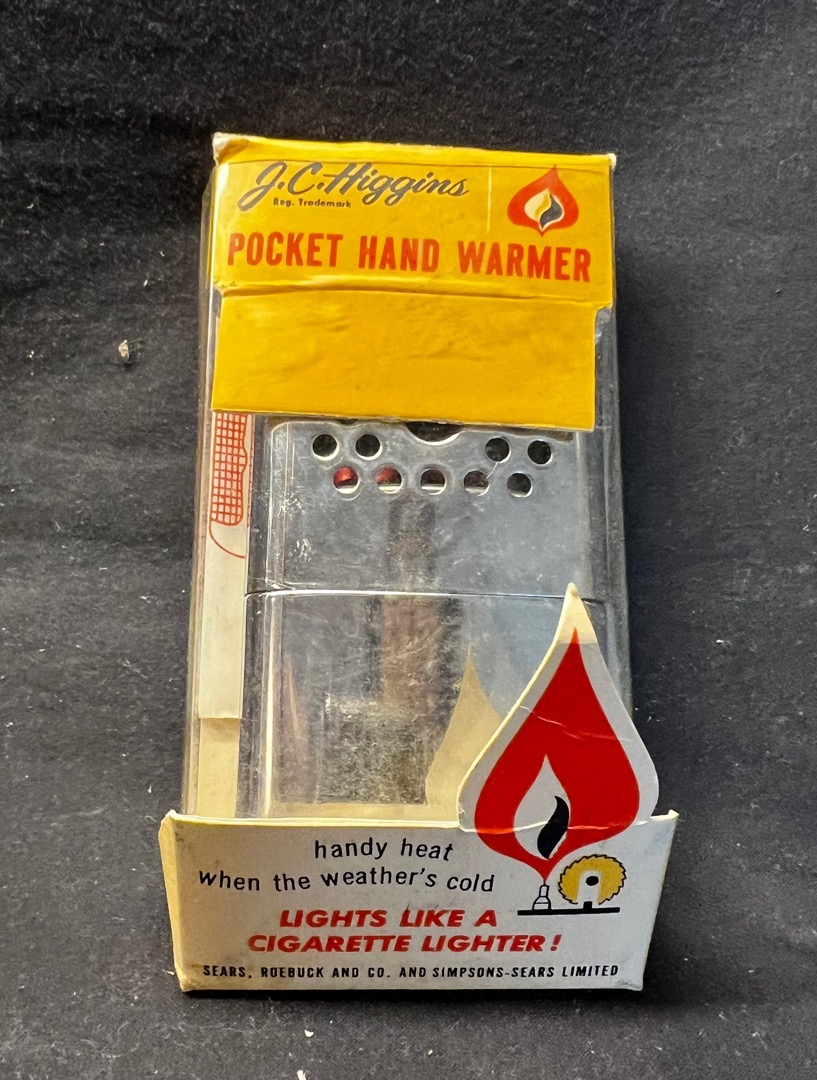 J.C.Higgins
Reg. Trademark
POCKET HAND WARMER
handy heat
when the weather's cold
LIGHTS LIKE A
CIGARETTE LIGHTER!
SEARS, ROEBUCK AND CO. AND SIMPSONS-SEARS LIMITED